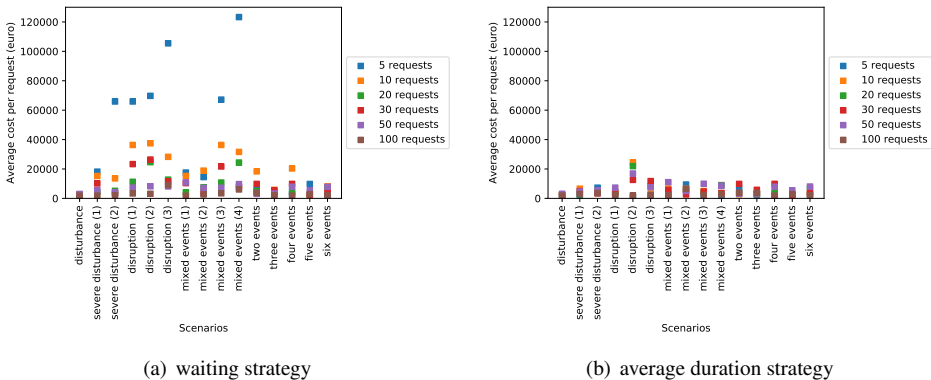 Average cost per request (euro)
120000
100000
80000
60000
40000
20000
0
disturbance
severe disturbance (1)
severe disturbance (2)
disruption (1)
disruption (2)
disruption (3)
mixed events (1)
mixed events (2)
mixed events (3)
mixed events (4)
two events
three events
four events
five events
six events
Scenarios
5 requests
10 requests
20 requests
30 requests
50 requests
100 requests
(a) waiting strategy
Average cost per request (euro)
120000
100000
80000
60000
40000
20000
0
disturbance
severe disturbance (1)
severe disturbance (2)
disruption (1)
disruption (2)
disruption (3)
mixed events (1)
mixed events (2)
mixed events (3)
mixed events (4)
two events
three events
four events
five events
six events
Scenarios
5 requests
10 requests
20 requests
30 requests
50 requests
100 requests
(b) average duration strategy